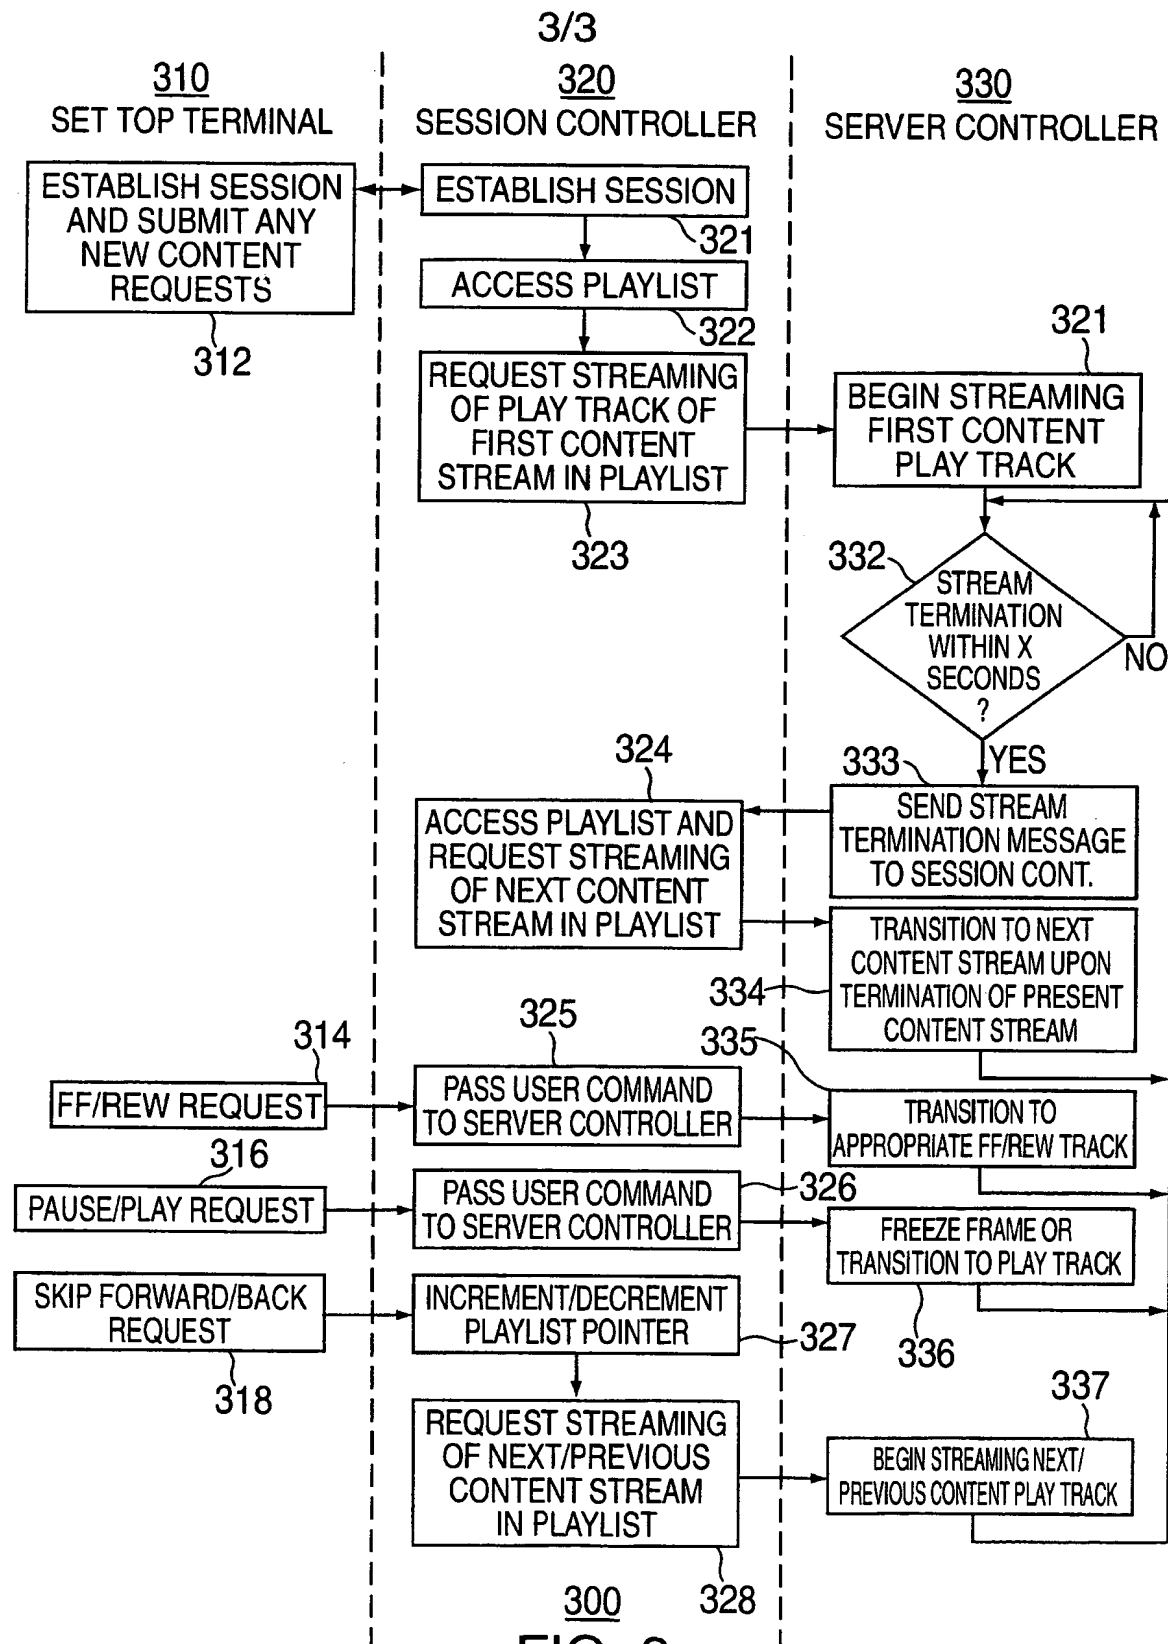 3/3
310
SET TOP TERMINAL
320
SESSION CONTROLLER
330
SERVER CONTROLLER
ESTABLISH SESSION
AND SUBMIT ANY
NEW CONTENT
REQUESTS
312
ESTABLISH SESSION
321
ACCESS PLAYLIST
322
REQUEST STREAMING
OF PLAY TRACK OF
FIRST CONTENT
STREAM IN PLAYLIST
323
321
BEGIN STREAMING
FIRST CONTENT
PLAY TRACK
332
STREAM
TERMINATION
WITHIN X
SECONDS
?
NO
YES
333
SEND STREAM
TERMINATION MESSAGE
TO SESSION CONT.
324
ACCESS PLAYLIST AND
REQUEST STREAMING
OF NEXT CONTENT
STREAM IN PLAYLIST
334
TRANSITION TO NEXT
CONTENT STREAM UPON
TERMINATION OF PRESENT
CONTENT STREAM
314
FF/REW REQUEST
325
PASS USER COMMAND
TO SERVER CONTROLLER
335
TRANSITION TO
APPROPRIATE FF/REW TRACK
316
PAUSE/PLAY REQUEST
PASS USER COMMAND
TO SERVER CONTROLLER
326
FREEZE FRAME OR
TRANSITION TO PLAY TRACK
336
SKIP FORWARD/BACK
REQUEST
318
INCREMENT/DECREMENT
PLAYLIST POINTER
327
REQUEST STREAMING
OF NEXT/PREVIOUS
CONTENT STREAM
IN PLAYLIST
328
337
BEGIN STREAMING NEXT/
PREVIOUS CONTENT PLAY TRACK
300
FIG.